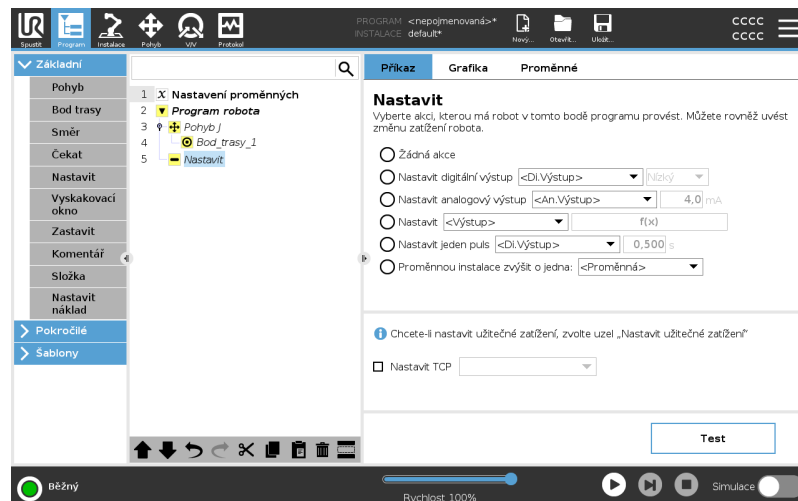 PROGRAM <nepojmenovaná>*
INSTALACE default*
UR
Spustit
Program
Instalace
Pohyb
V/V
Protokol
Nový...
Otevřít...
Uložit...
cccc
cccc
Základní
Pohyb
Bod trasy
Směr
Čekat
Nastavit
Vyskakovací
okno
Zastavit
Komentář
Složka
Nastavit
náklad
Pokročilé
Šablony
1 X Nastavení proměnných
2 Program robota
3 Pohyb J
4 Bod_trasy_1
5 Nastavit
Příkaz Grafika Proměnné
Nastavit
Vyberte akci, kterou má robot v tomto bodě programu provést. Můžete rovněž uvést
změnu zatížení robota.
Žádná akce
Nastavit digitální výstup <Di.Výstup> Nízký
Nastavit analogový výstup <An.Výstup> 4,0 mA
Nastavit <Výstup> f(x)
Nastavit jeden puls <Di.Výstup> 0,500 s
Proměnnou instalace zvýšit o jedna: <Proměnná>
Chcete-li nastavit užitečné zatížení, zvolte uzel „Nastavit užitečné zatížení“
Nastavit TCP
Test
Běžný
Rychlost 100%
Simulace